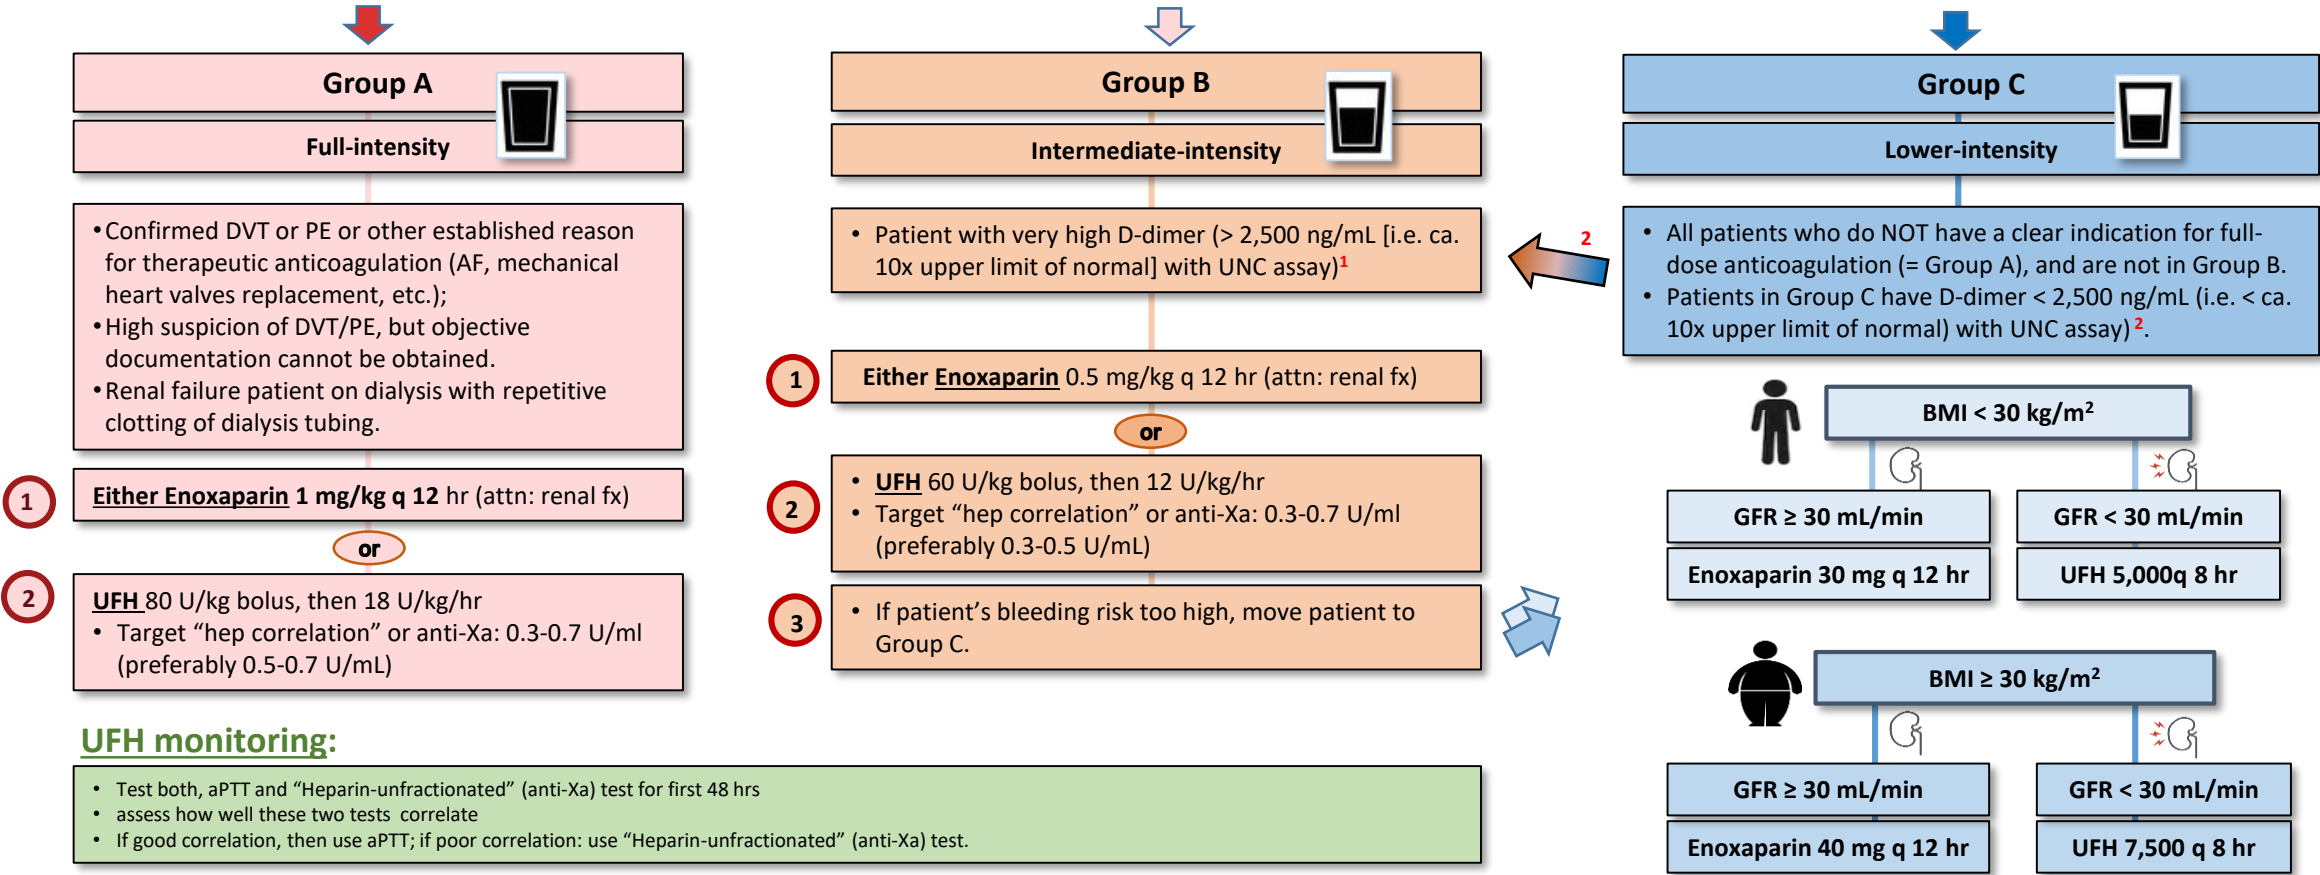 Group A
Full-intensity
•Confirmed DVT or PE or other established reason
for therapeutic anticoagulation (AF, mechanical
heart valves replacement, etc.);
•High suspicion of DVT/PE, but objective
documentation cannot be obtained.
•Renal failure patient on dialysis with repetitive
clotting of dialysis tubing.
1
Either Enoxaparin 1 mg/kg q 12 hr (attn: renal fx)
or
2
UFH 80 U/kg bolus, then 18 U/kg/hr
• Target “hep correlation” or anti-Xa: 0.3-0.7 U/ml
(preferably 0.5-0.7 U/mL)
Group B
Intermediate-intensity
• Patient with very high D-dimer (> 2,500 ng/mL [i.e. ca.
10x upper limit of normal] with UNC assay)1
1
Either Enoxaparin 0.5 mg/kg q 12 hr (attn: renal fx)
or
2
• UFH 60 U/kg bolus, then 12 U/kg/hr
• Target “hep correlation” or anti-Xa: 0.3-0.7 U/ml
(preferably 0.3-0.5 U/mL)
3
• If patient’s bleeding risk too high, move patient to
Group C.
2
Group C
Lower-intensity
• All patients who do NOT have a clear indication for full-
dose anticoagulation (= Group A), and are not in Group B.
• Patients in Group C have D-dimer < 2,500 ng/mL (i.e. < ca.
10x upper limit of normal) with UNC assay) 2.
BMI < 30 kg/m2
GFR ≥ 30 mL/min
Enoxaparin 30 mg q 12 hr
GFR < 30 mL/min
UFH 5,000q 8 hr
BMI ≥ 30 kg/m2
GFR ≥ 30 mL/min
Enoxaparin 40 mg q 12 hr
GFR < 30 mL/min
UFH 7,500 q 8 hr
UFH monitoring:
• Test both, aPTT and “Heparin-unfractionated” (anti-Xa) test for first 48 hrs
• assess how well these two tests correlate
• If good correlation, then use aPTT; if poor correlation: use “Heparin-unfractionated” (anti-Xa) test.